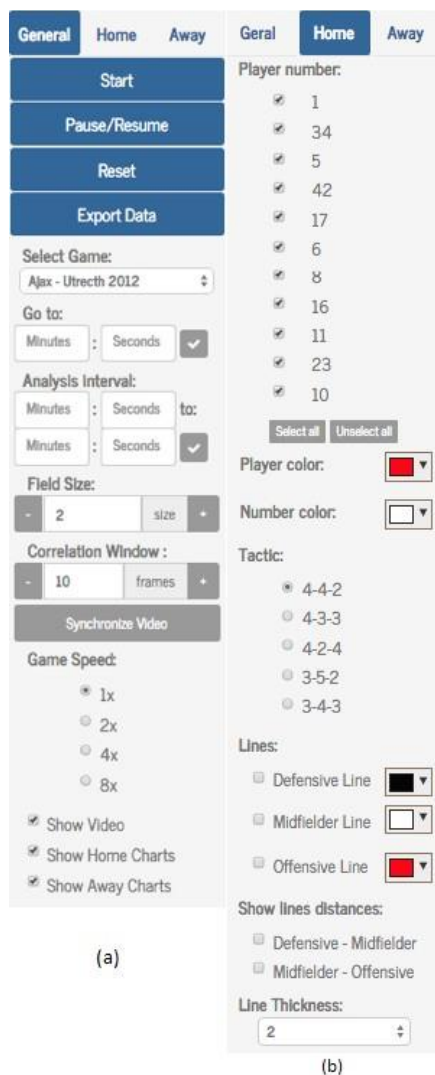 General Home Away
Start
Pause/Resume
Reset
Export Data
Select Game:
Ajax - Utrecth 2012
Go to:
Minutes : Seconds
Analysis Interval:
Minutes : Seconds to:
Minutes : Seconds
Field Size:
- 2 size +
Correlation Window :
- 10 frames +
Synchronize Video
Game Speed:
1x
2x
4x
8x
Show Video
Show Home Charts
Show Away Charts
(a)
Geral Home Away
Player number:
1
34
5
42
17
6
8
16
11
23
10
Select all Unselect all
Player color:
Number color:
Tactic:
4-4-2
4-3-3
4-2-4
3-5-2
3-4-3
Lines:
Defensive Line
Midfielder Line
Offensive Line
Show lines distances:
Defensive - Midfielder
Midfielder - Offensive
Line Thickness:
2
(b)